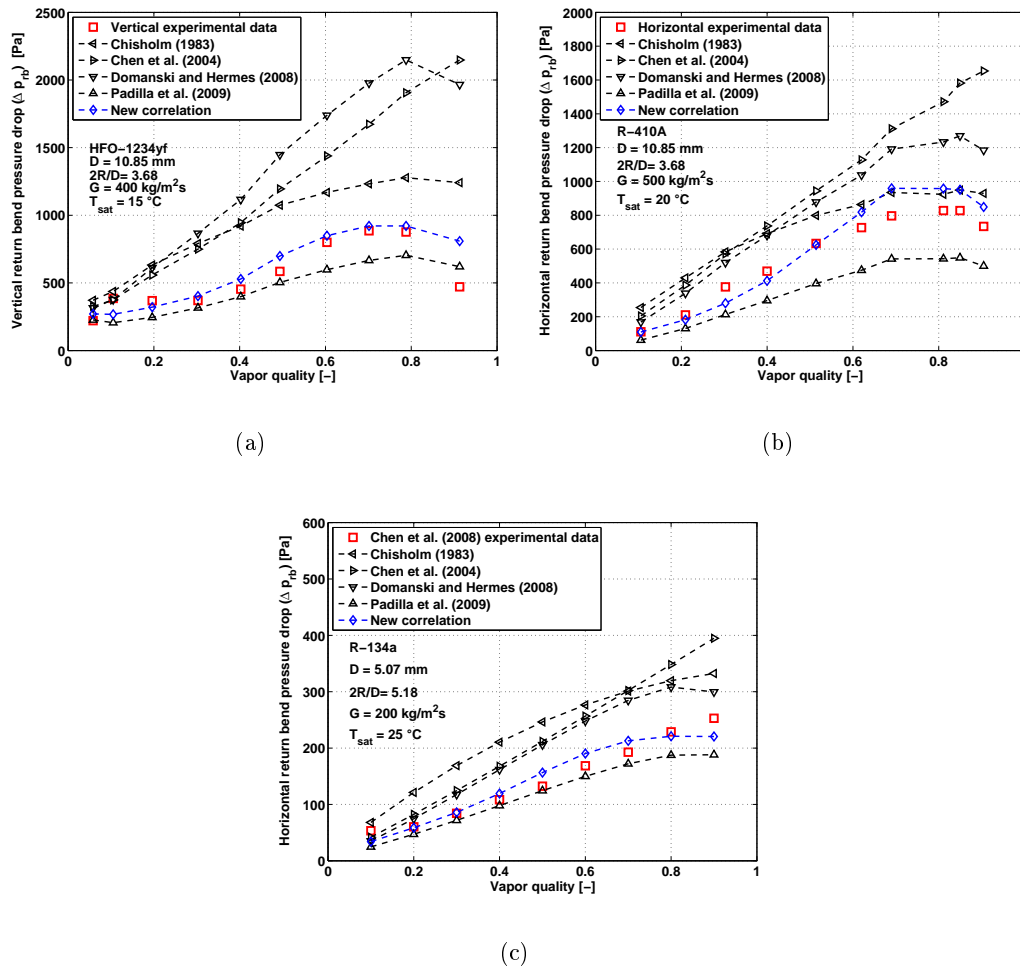 2500
2000
1500
1000
500
0
0
0.2
0.4
0.6
0.8
1
Vertical return bend pressure drop (Δ p_rb) [Pa]
Vapor quality [−]
Vertical experimental data
Chisholm (1983)
Chen et al. (2004)
Domanski and Hermes (2008)
Padilla et al. (2009)
New correlation
HFO−1234yf
D = 10.85 mm
2R/D= 3.68
G = 400 kg/m²s
T_sat = 15 °C
(a)
2000
1800
1600
1400
1200
1000
800
600
400
200
0
0
0.2
0.4
0.6
0.8
1
Horizontal return bend pressure drop (Δ p_rb) [Pa]
Vapor quality [−]
Horizontal experimental data
Chisholm (1983)
Chen et al. (2004)
Domanski and Hermes (2008)
Padilla et al. (2009)
New correlation
R−410A
D = 10.85 mm
2R/D = 3.68
G = 500 kg/m²s
T_sat = 20 °C
(b)
600
500
400
300
200
100
0
0
0.2
0.4
0.6
0.8
1
Horizontal return bend pressure drop (Δ p_rb) [Pa]
Vapor quality [−]
Chen et al. (2008) experimental data
Chisholm (1983)
Chen et al. (2004)
Domanski and Hermes (2008)
Padilla et al. (2009)
New correlation
R−134a
D = 5.07 mm
2R/D= 5.18
G = 200 kg/m²s
T_sat = 25 °C
(c)